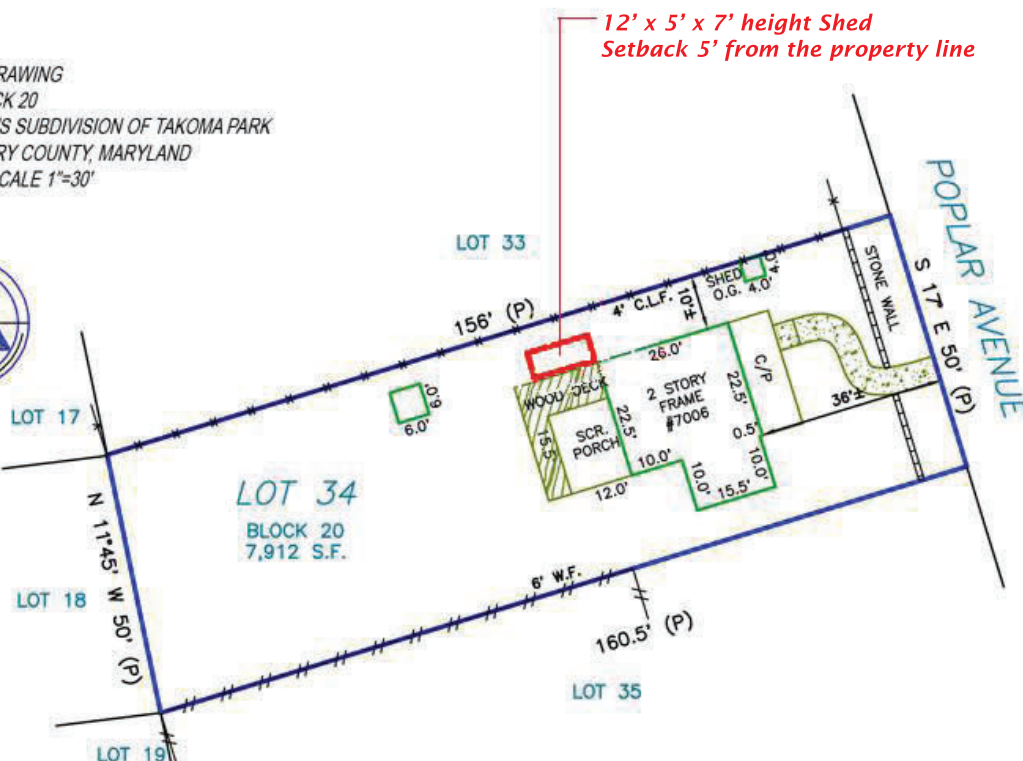 12' x 5' x 7' height Shed
Setback 5' from the property line
RAWING
CK 20
'S SUBDIVISION OF TAKOMA PARK
RY COUNTY, MARYLAND
CALE 1"=30'
POPLAR AVENUE
LOT 33
156' (P)
4' C.L.F.
10'±
SHED
O.G.
4.0'
4.0'
STONE WALL
S 17° E 50' (P)
26.0'
C/P
36'±
WOOD DECK
2 STORY
FRAME
#7006
22.5'
22.5'
0.5'
15.5
SCR.
PORCH
10.0'
10.0'
10.0'
15.5'
12.0'
6.0'
6.0'
LOT 17
LOT 34
BLOCK 20
7,912 S.F.
N 11°45' W 50' (P)
LOT 18
6' W.F.
160.5' (P)
LOT 35
LOT 19